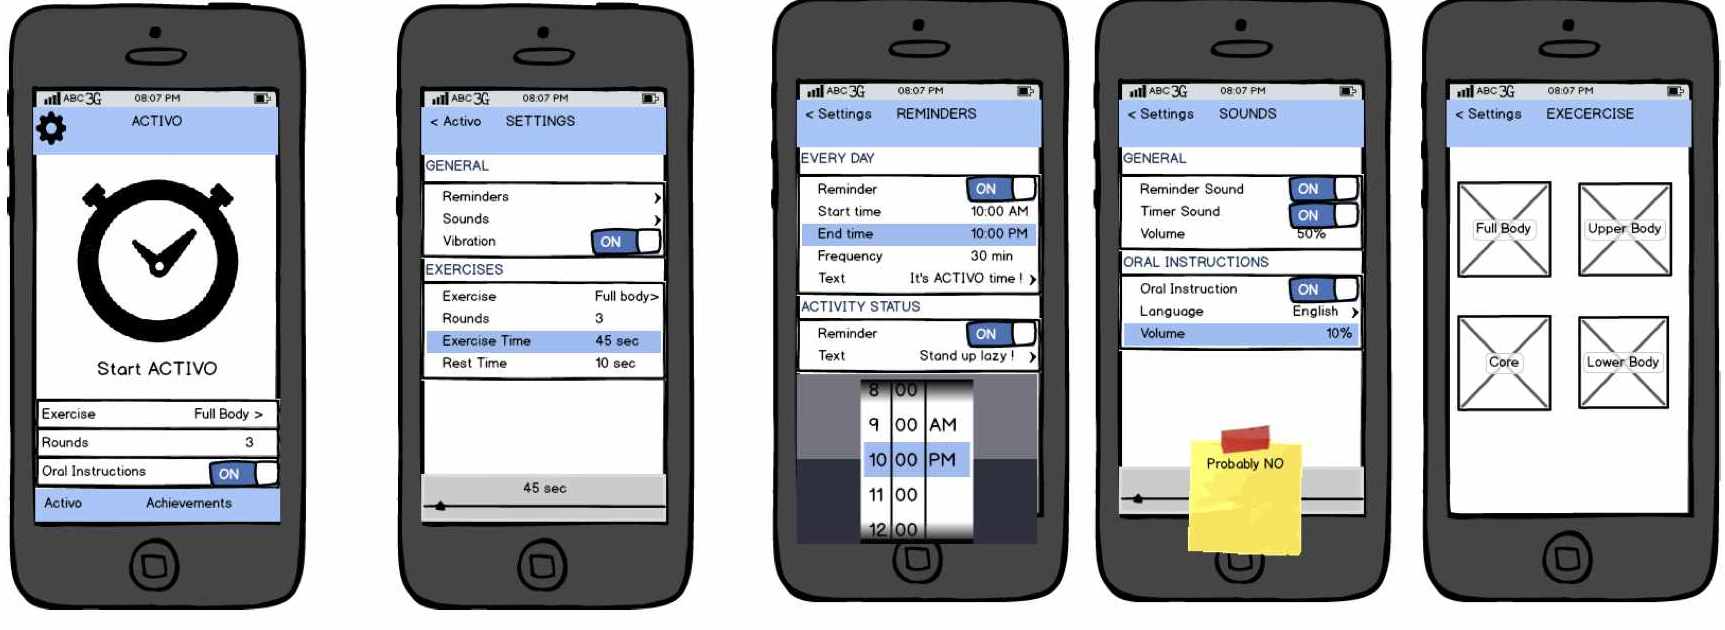 ABC 3G 08:07 PM
ACTIVO
Start ACTIVO
Exercise Full Body >
Rounds 3
Oral Instructions ON
Activo Achievements
ABC 3G 08:07 PM
< Activo SETTINGS
GENERAL
Reminders >
Sounds >
Vibration ON
EXERCISES
Exercise Full body>
Rounds 3
Exercise Time 45 sec
Rest Time 10 sec
45 sec
ABC 3G 08:07 PM
< Settings REMINDERS
EVERY DAY
Reminder ON
Start time 10:00 AM
End time 10:00 PM
Frequency 30 min
Text It's ACTIVO time ! >
ACTIVITY STATUS
Reminder ON
Text Stand up lazy ! >
8 00
9 00 AM
10 00 PM
11 00
12 00
ABC 3G 08:07 PM
< Settings SOUNDS
GENERAL
Reminder Sound ON
Timer Sound ON
Volume 50%
ORAL INSTRUCTIONS
Oral Instruction ON
Language English >
Volume 10%
Probably NO
ABC 3G 08:07 PM
< Settings EXECERCISE
Full Body Upper Body
Core Lower Body